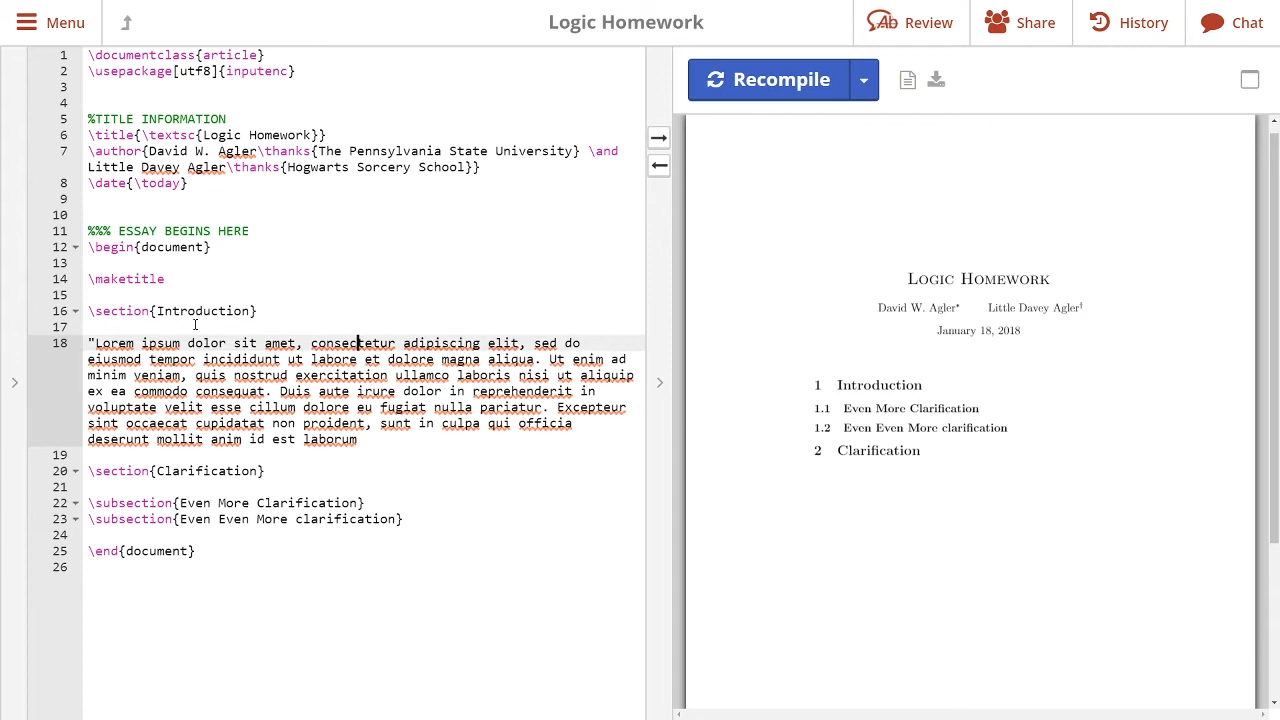 Menu
Logic Homework
Review
Share
History
Chat
1 \documentclass{article}
2 \usepackage[utf8]{inputenc}
3
4
5 %TITLE INFORMATION
6 \title{\textsc{Logic Homework}}
7 \author{David W. Agler\thanks{The Pennsylvania State University} \and
Little Davey Agler\thanks{Hogwarts Sorcery School}}
8 \date{\today}
9
10
11 %%% ESSAY BEGINS HERE
12 \begin{document}
13
14 \maketitle
15
16 \section{Introduction}
17
18 "Lorem ipsum dolor sit amet, consectetur adipiscing elit, sed do
eiusmod tempor incididunt ut labore et dolore magna aliqua. Ut enim ad
minim veniam, quis nostrud exercitation ullamco laboris nisi ut aliquip
ex ea commodo consequat. Duis aute irure dolor in reprehenderit in
voluptate velit esse cillum dolore eu fugiat nulla pariatur. Excepteur
sint occaecat cupidatat non proident, sunt in culpa qui officia
deserunt mollit anim id est laborum
19
20 \section{Clarification}
21
22 \subsection{Even More Clarification}
23 \subsection{Even Even More clarification}
24
25 \end{document}
26
Recompile
Logic Homework
David W. Agler* Little Davey Agler†
January 18, 2018
1 Introduction
1.1 Even More Clarification
1.2 Even Even More clarification
2 Clarification